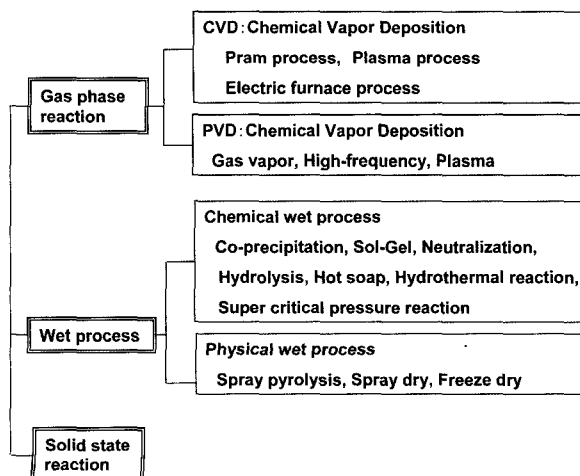 CVD:Chemical Vapor Deposition
Pram process, Plasma process
Electric furnace process
Gas phase
reaction
PVD:Chemical Vapor Deposition
Gas vapor, High-frequency, Plasma
Chemical wet process
Co-precipitation, Sol-Gel, Neutralization,
Hydrolysis, Hot soap, Hydrothermal reaction,
Super critical pressure reaction
Wet process
Physical wet process
Spray pyrolysis, Spray dry, Freeze dry
Solid state
reaction